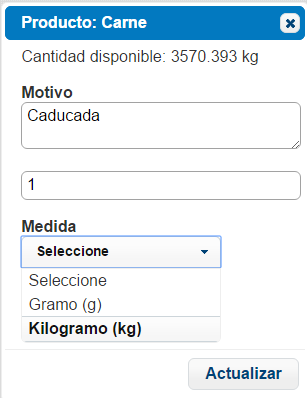 Producto: Carne
Cantidad disponible: 3570.393 kg
Motivo
Caducada
1
Medida
Seleccione
Seleccione
Gramo (g)
Kilogramo (kg)
Actualizar